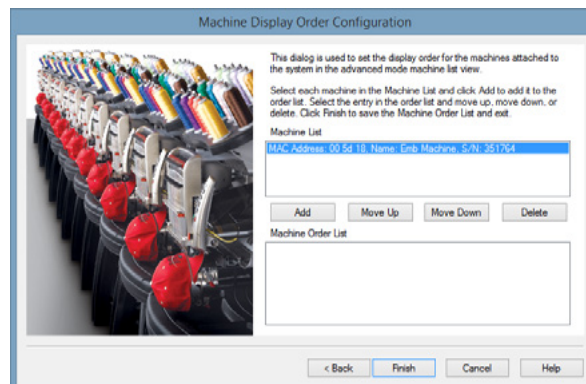 Machine Display Order Configuration
This dialog is used to set the display order for the machines attached to
the system in the advanced mode machine list view.
Select each machine in the Machine List and click Add to add it to the
order list. Select the entry in the order list and move up, move down, or
delete. Click Finish to save the Machine Order List and exit.
Machine List
MAC Address: 00 5d 18, Name: Emb Machine, S/N: 351764
Add
Move Up
Move Down
Delete
Machine Order List
< Back
Finish
Cancel
Help